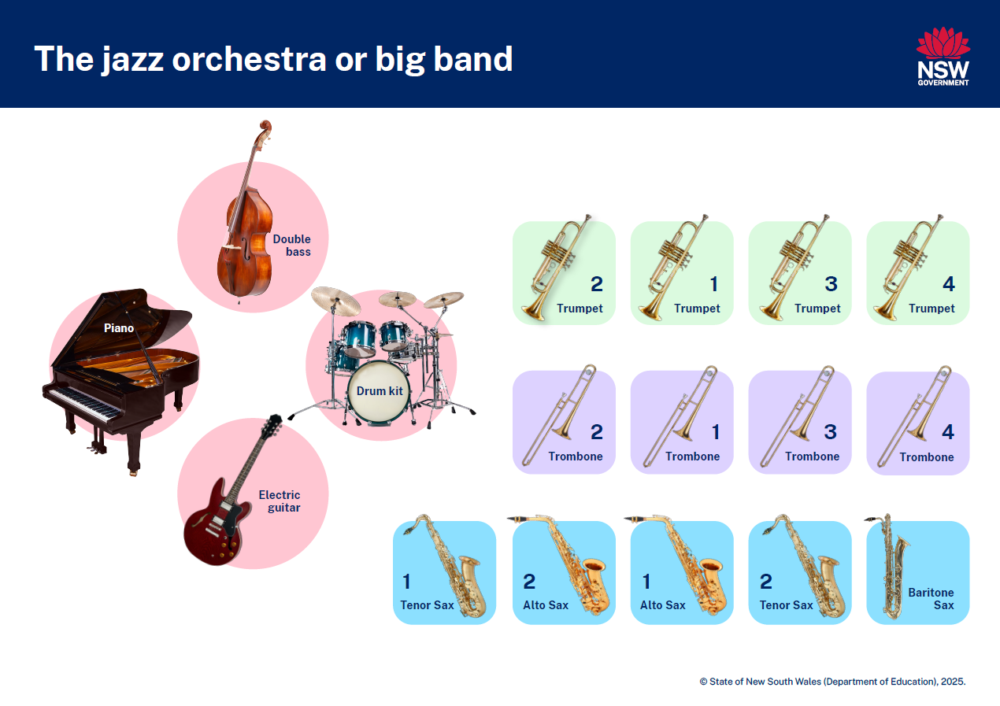 The jazz orchestra or big band
NSW
GOVERNMENT
Double
bass
Piano
Drum kit
Electric
guitar
2
Trumpet
1
Trumpet
3
Trumpet
4
Trumpet
2
Trombone
1
Trombone
3
Trombone
4
Trombone
1
Tenor Sax
2
Alto Sax
1
Alto Sax
2
Tenor Sax
Baritone
Sax
© State of New South Wales (Department of Education), 2025.